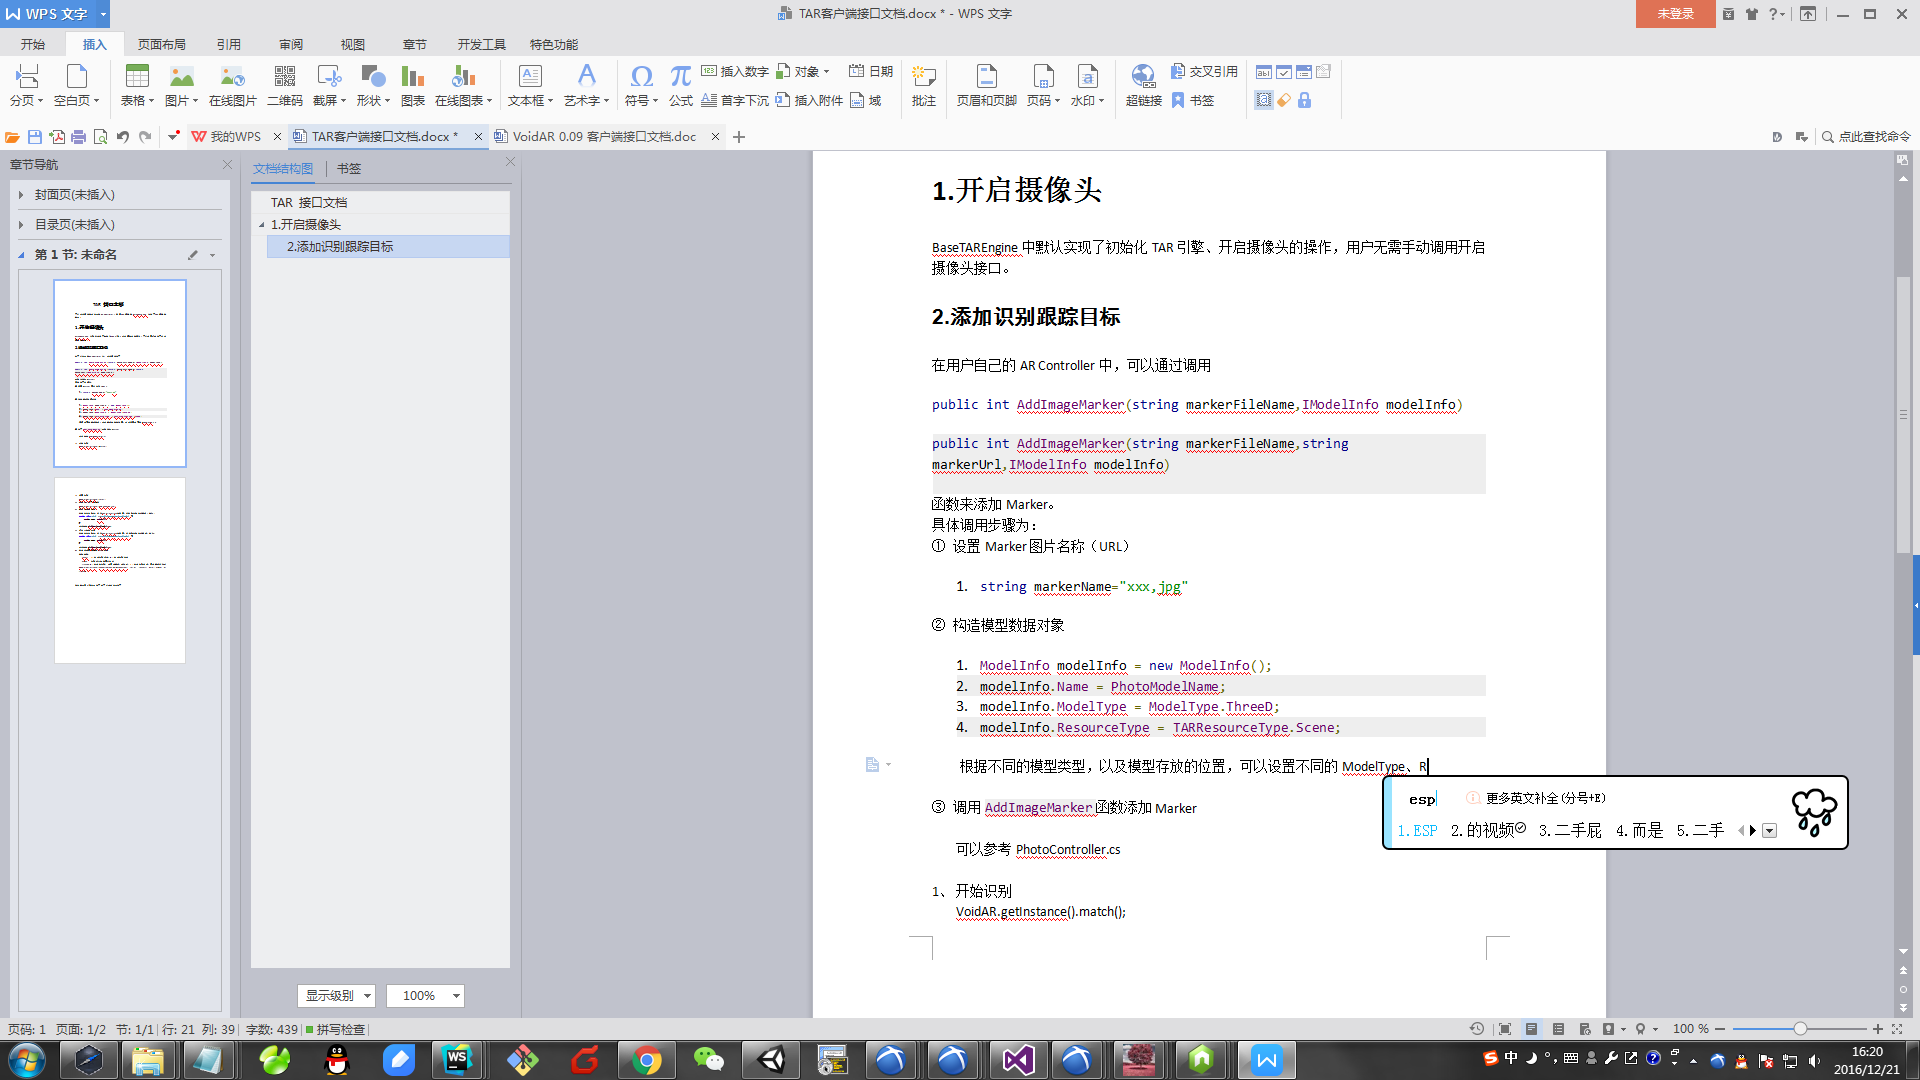 WPS 文字
TAR客户端接口文档.docx * - WPS 文字
未登录
开始 插入 页面布局 引用 审阅 视图 章节 开发工具 特色功能
分页 空白页 表格 图片 在线图片 二维码 截屏 形状 图表 在线图表 文本框 艺术字 符号 公式 插入数字 首字下沉 对象 插入附件 日期 域 批注 页眉和页脚 页码 水印 超链接 交叉引用 书签
我的WPS TAR客户端接口文档.docx * VoidAR 0.09 客户端接口文档.doc
点此查找命令
章节导航
封面页(未插入)
目录页(未插入)
第 1 节: 未命名
文档结构图 书签
TAR 接口文档
1.开启摄像头
2.添加识别跟踪目标
显示级别 100%
1.开启摄像头
BaseTAREngine 中默认实现了初始化 TAR 引擎、开启摄像头的操作，用户无需手动调用开启
摄像头接口。
2.添加识别跟踪目标
在用户自己的 AR Controller 中，可以通过调用
public int AddImageMarker(string markerFileName,IModelInfo modelInfo)
public int AddImageMarker(string markerFileName,string
markerUrl,IModelInfo modelInfo)
函数来添加 Marker。
具体调用步骤为：
① 设置 Marker 图片名称（URL）
1. string markerName="xxx,jpg"
② 构造模型数据对象
1. ModelInfo modelInfo = new ModelInfo();
2. modelInfo.Name = PhotoModelName;
3. modelInfo.ModelType = ModelType.ThreeD;
4. modelInfo.ResourceType = TARResourceType.Scene;
根据不同的模型类型，以及模型存放的位置，可以设置不同的 ModelType、R
esp 更多英文补全(分号+E)
1.ESP 2.的视频 3.二手屁 4.而是 5.二手
③ 调用 AddImageMarker 函数添加 Marker
可以参考 PhotoController.cs
1、 开始识别
VoidAR.getInstance().match();
页码: 1 页面: 1/2 节: 1/1 行: 21 列: 39 字数: 439 拼写检查
100 %
中
16:20
2016/12/21